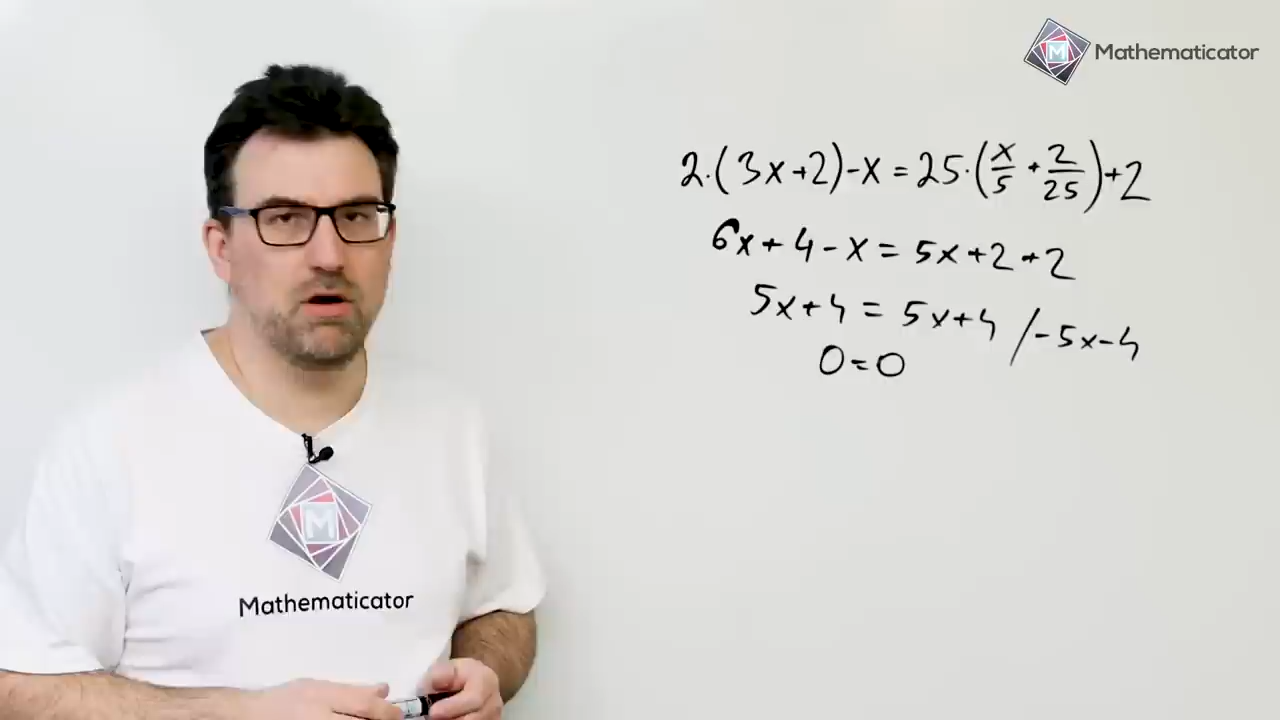 Mathematicator
2·(3x+2)-x=25·(x/5+2/25)+2
6x+4-x=5x+2+2
5x+4=5x+4 /-5x-4
0=0
M
Mathematicator